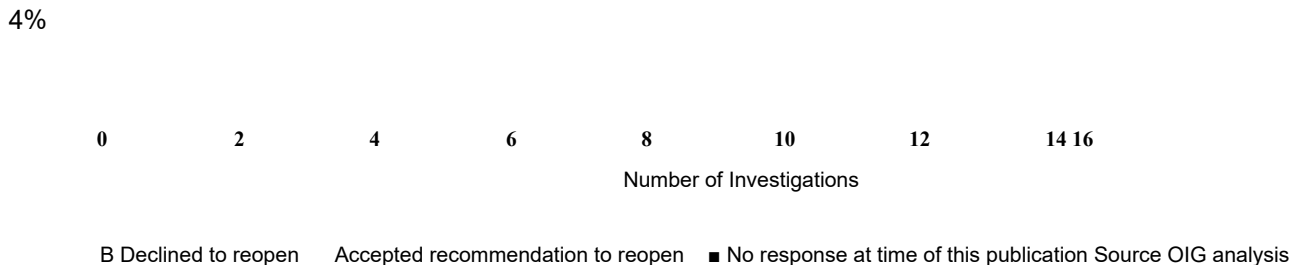 4%
0 2 4 6 8 10 12 14 16
Number of Investigations
B Declined to reopen Accepted recommendation to reopen ■ No response at time of this publication Source OIG analysis